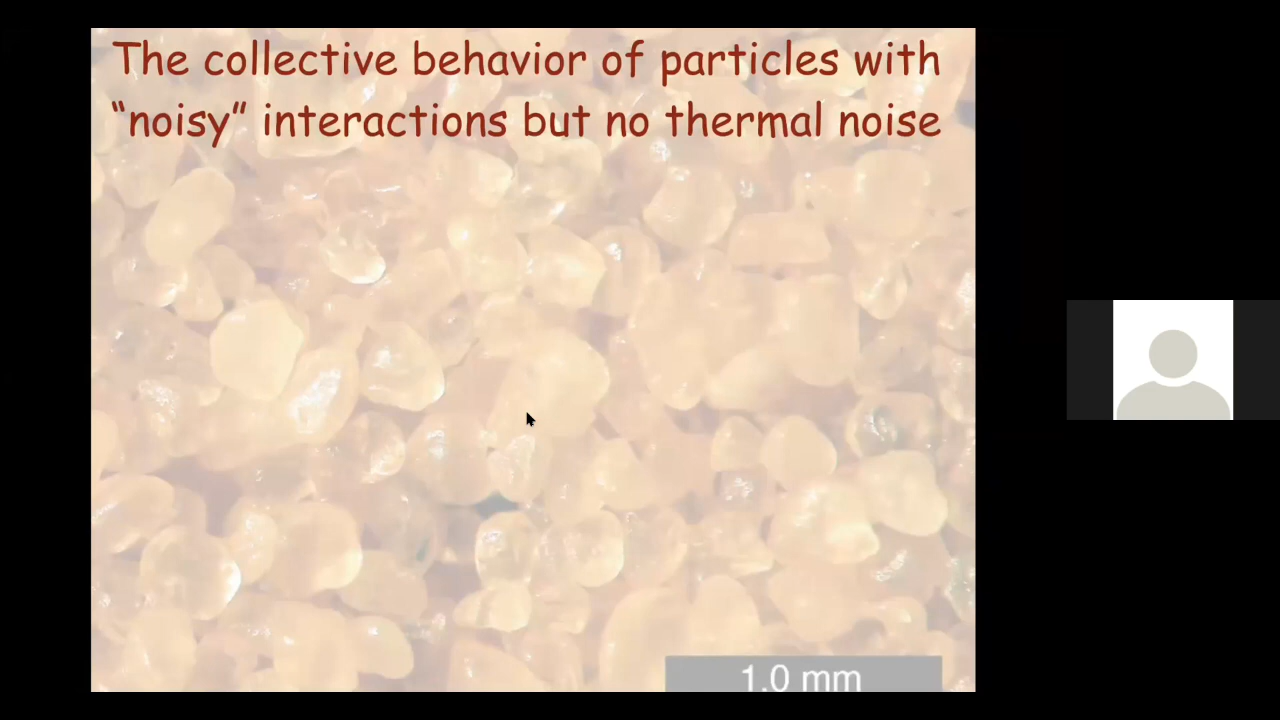 The collective behavior of particles with
“noisy” interactions but no thermal noise
1.0 mm